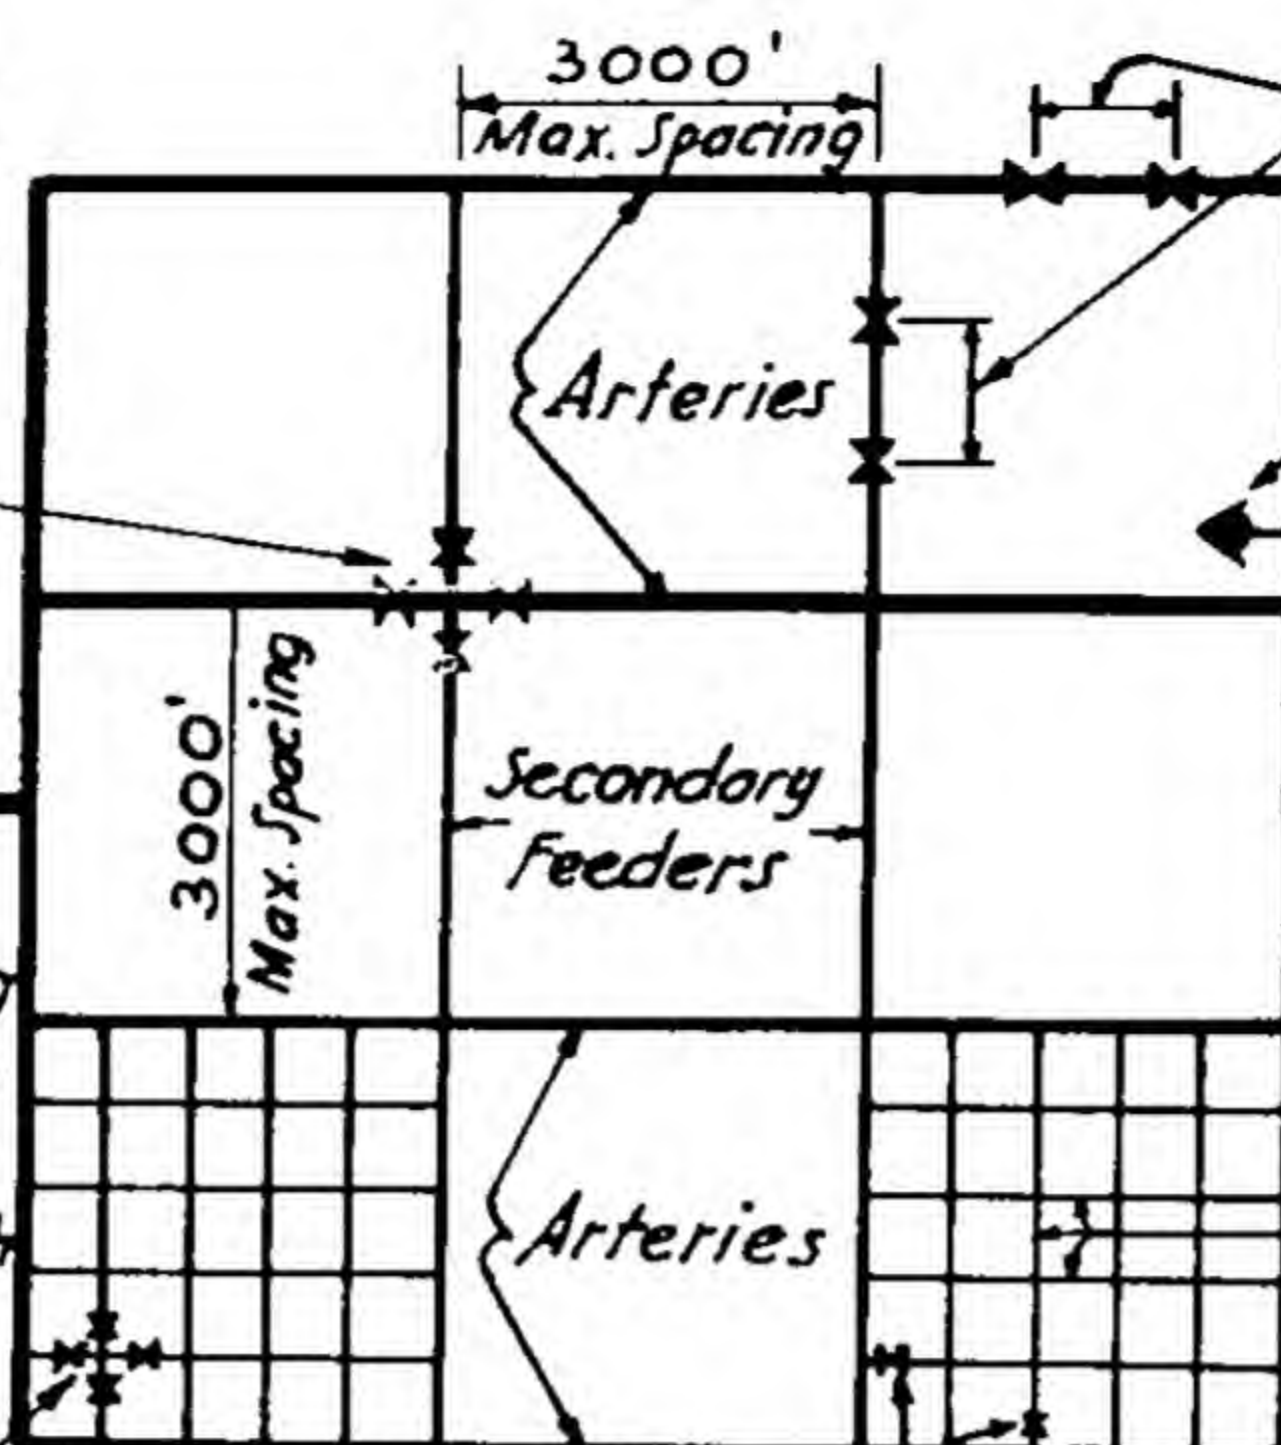 3000'
Max. Spacing
Arteries
3000'
Max. Spacing
Secondary
Feeders
Arteries